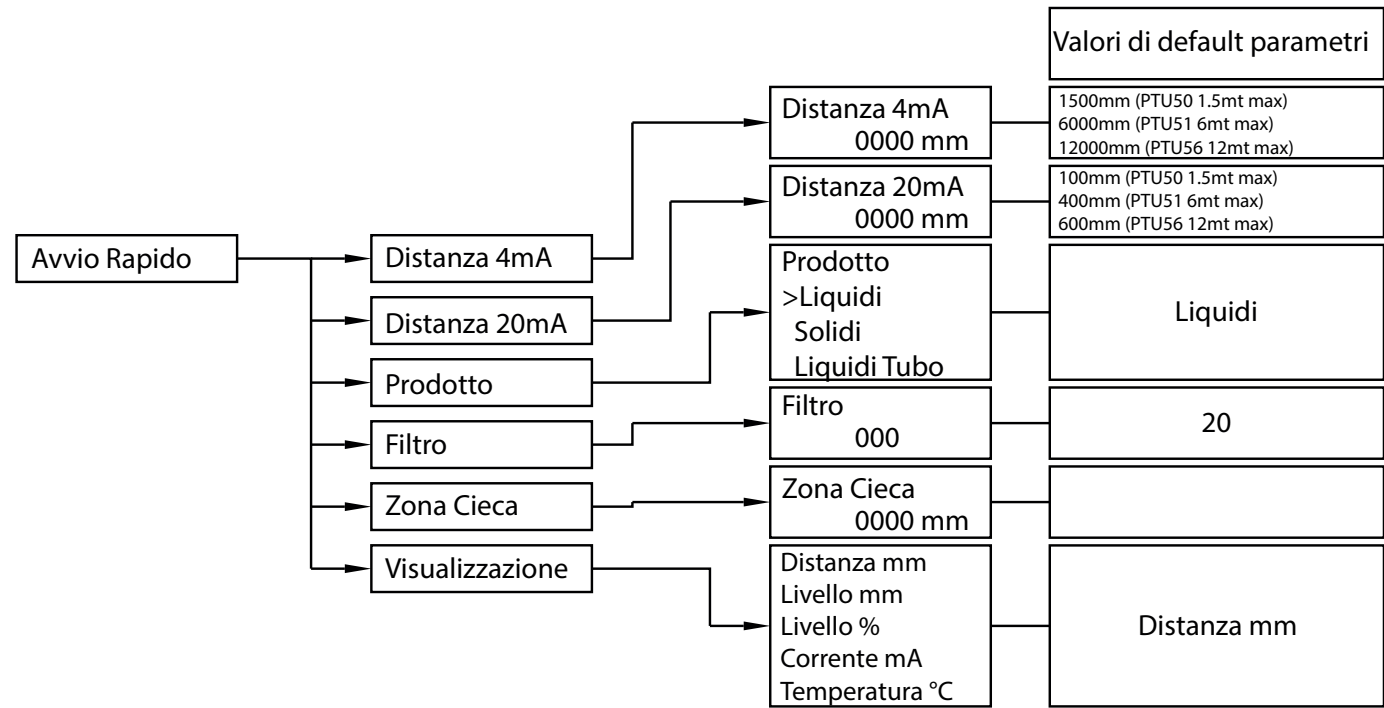 Valori di default parametri
Distanza 4mA
0000 mm
1500mm (PTU50 1.5mt max)
6000mm (PTU51 6mt max)
12000mm (PTU56 12mt max)
Distanza 20mA
0000 mm
100mm (PTU50 1.5mt max)
400mm (PTU51 6mt max)
600mm (PTU56 12mt max)
Avvio Rapido
Distanza 4mA
Distanza 20mA
Prodotto
Filtro
Zona Cieca
Visualizzazione
Prodotto
>Liquidi
Solidi
Liquidi Tubo
Liquidi
Filtro
000
20
Zona Cieca
0000 mm
Distanza mm
Livello mm
Livello %
Corrente mA
Temperatura °C
Distanza mm